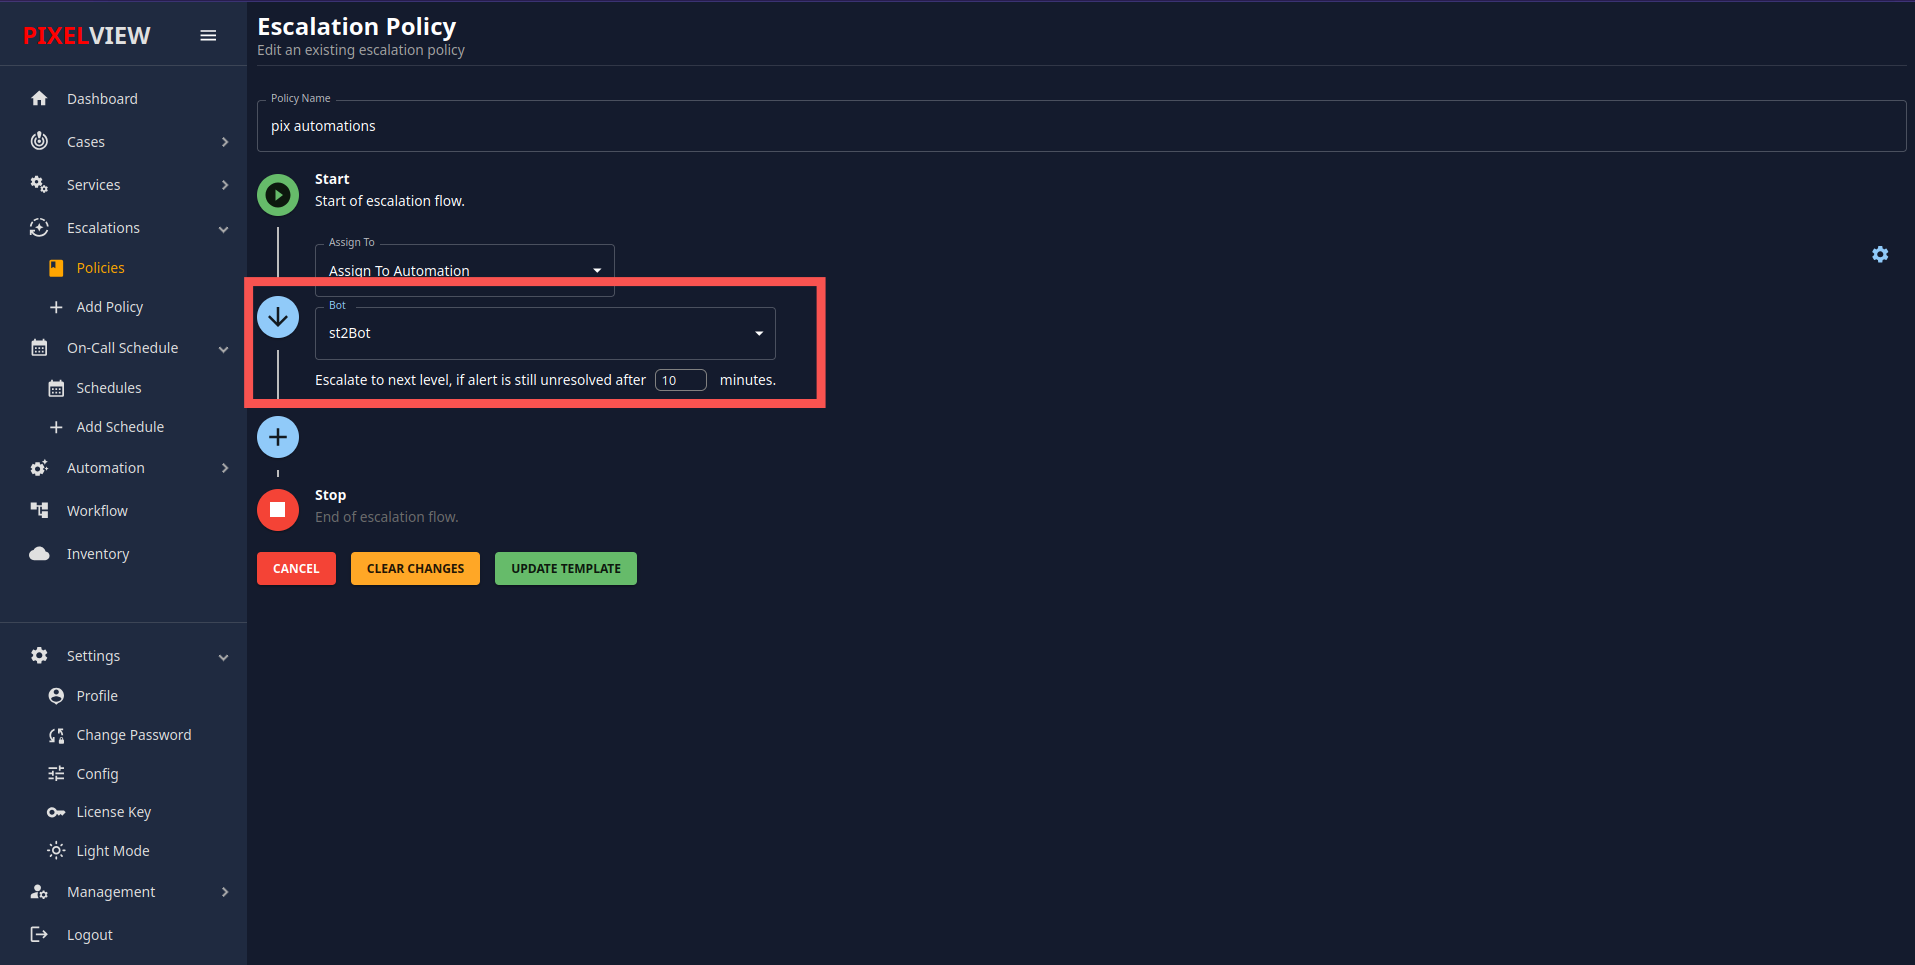 PIXELVIEW
Dashboard
Cases
Services
Escalations
Policies
Add Policy
On-Call Schedule
Schedules
Add Schedule
Automation
Workflow
Inventory
Settings
Profile
Change Password
Config
License Key
Light Mode
Management
Logout
Escalation Policy
Edit an existing escalation policy
Policy Name
pix automations
Start
Start of escalation flow.
Assign To
Assign To Automation
Bot
st2Bot
Escalate to next level, if alert is still unresolved after 10 minutes.
Stop
End of escalation flow.
CANCEL CLEAR CHANGES UPDATE TEMPLATE